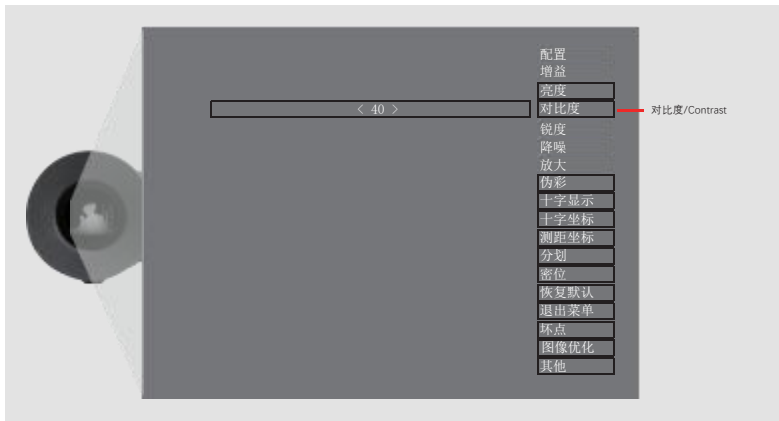 配置
增益
亮度
< 40 >
对比度
对比度/Contrast
锐度
降噪
放大
伪彩
十字显示
十字坐标
测距坐标
分划
密位
恢复默认
退出菜单
坏点
图像优化
其他